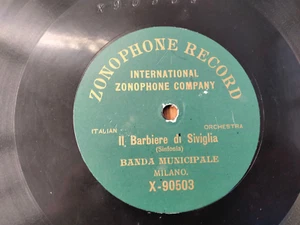 ZONOPHONE RECORD
INTERNATIONAL
ZONOPHONE COMPANY
ITALIAN ORCHESTRA
Il Barbiere di Siviglia
(Sinfonia)
BANDA MUNICIPALE
MILANO.
X-90503